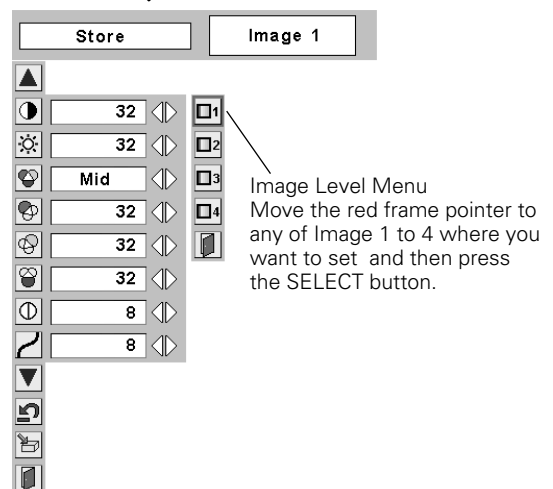 Store
Image 1
32
1
32
2
Mid
3
32
4
32
32
8
8
Image Level Menu
Move the red frame pointer to
any of Image 1 to 4 where you
want to set and then press
the SELECT button.